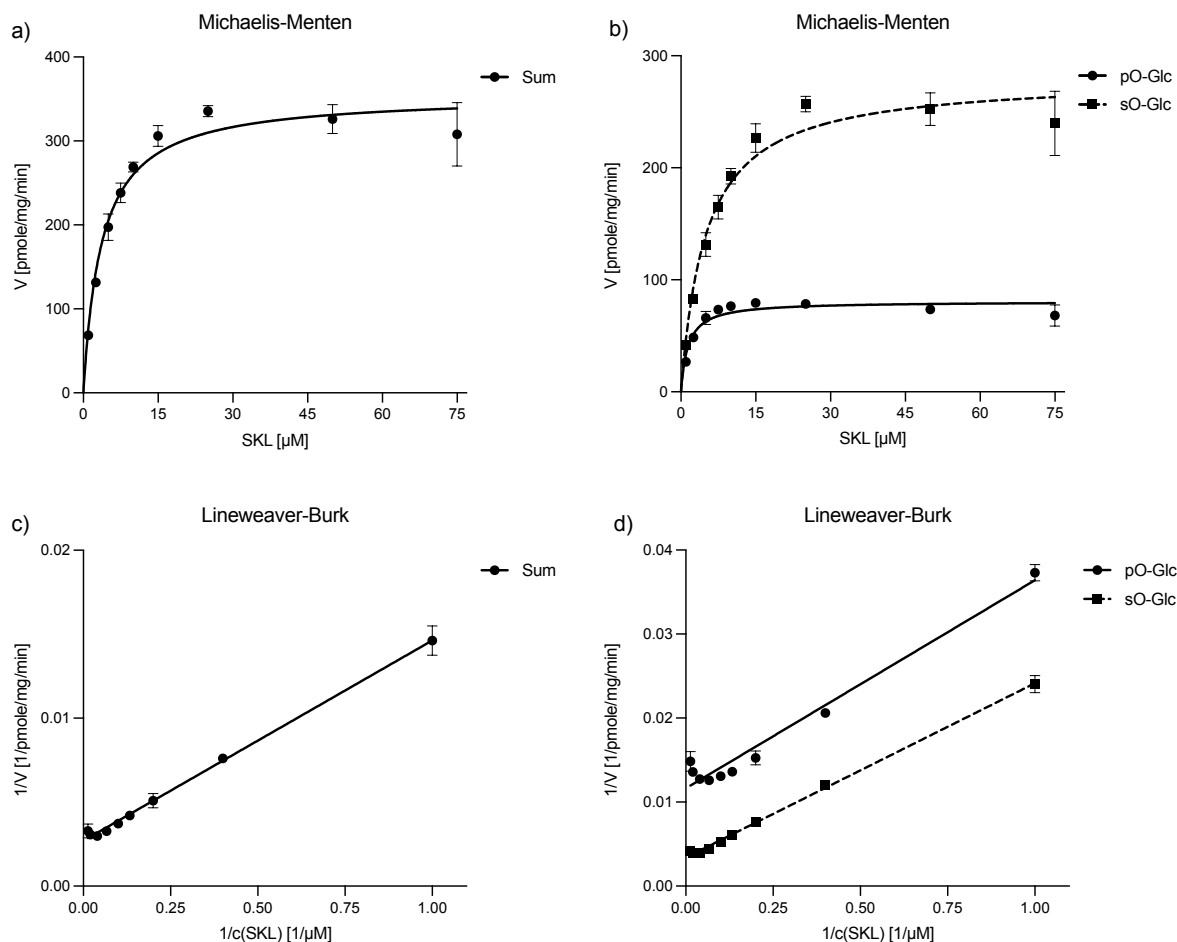 a)
Michaelis-Menten
Sum
400
300
200
100
0
V [pmole/mg/min]
0 15 30 45 60 75
SKL [µM]
b)
Michaelis-Menten
pO-Glc
sO-Glc
300
200
100
0
V [pmole/mg/min]
0 15 30 45 60 75
SKL [µM]
c)
Lineweaver-Burk
Sum
0.02
0.01
0.00
1/V [1/pmole/mg/min]
0.00 0.25 0.50 0.75 1.00
1/c(SKL) [1/µM]
d)
Lineweaver-Burk
pO-Glc
sO-Glc
0.04
0.03
0.02
0.01
0.00
1/V [1/pmole/mg/min]
0.00 0.25 0.50 0.75 1.00
1/c(SKL) [1/µM]